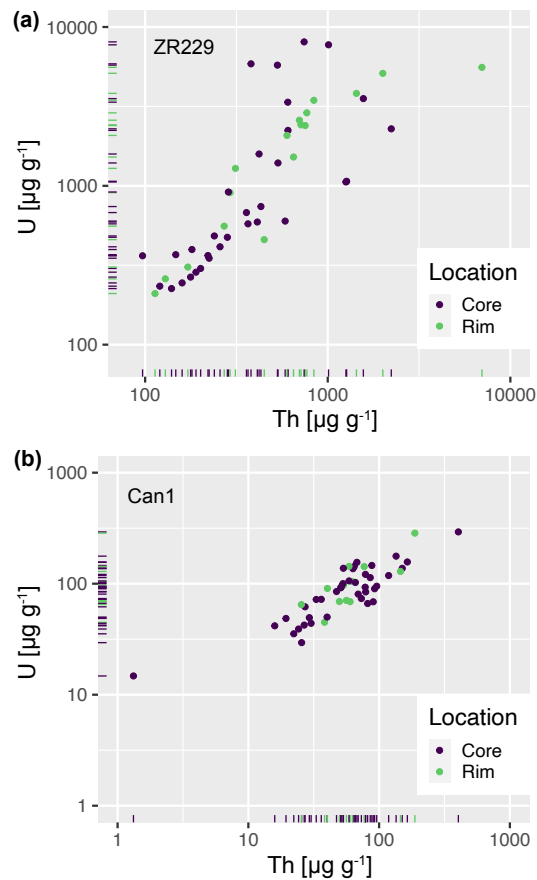 (a)
ZR229
10000
1000
100
U [µg g-1]
Location
Core
Rim
100 1000 10000
Th [µg g-1]
(b)
Can1
1000
100
10
1
U [µg g-1]
Location
Core
Rim
1 10 100 1000
Th [µg g-1]